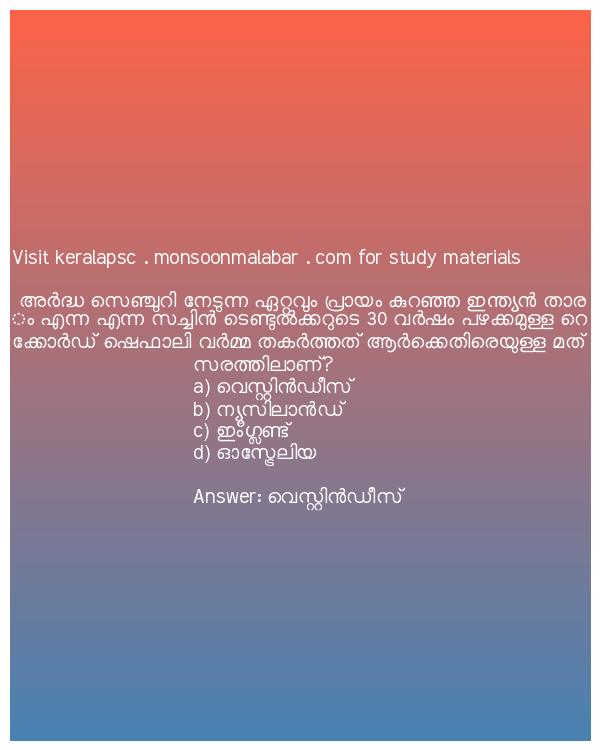 Visit keralapsc . monsoonmalabar . com for study materials
അർദ്ധ സെഞ്ചുറി നേടുന്ന ഏറ്റവും പ്രായം കുറഞ്ഞ ഇന്ത്യൻ താര
ം എന്ന എന്ന സച്ചിൻ ടെണ്ടുൽക്കറുടെ 30 വർഷം പഴക്കമുള്ള റെ
ക്കോർഡ് ഷെഫാലി വർമ്മ തകർത്തത് ആർക്കെതിരെയുള്ള മത്
സരത്തിലാണ്?
a) വെസ്റ്റിൻഡീസ്
b) ന്യൂസിലാൻഡ്
c) ഇംഗ്ലണ്ട്
d) ഓസ്ട്രേലിയ
Answer: വെസ്റ്റിൻഡീസ്